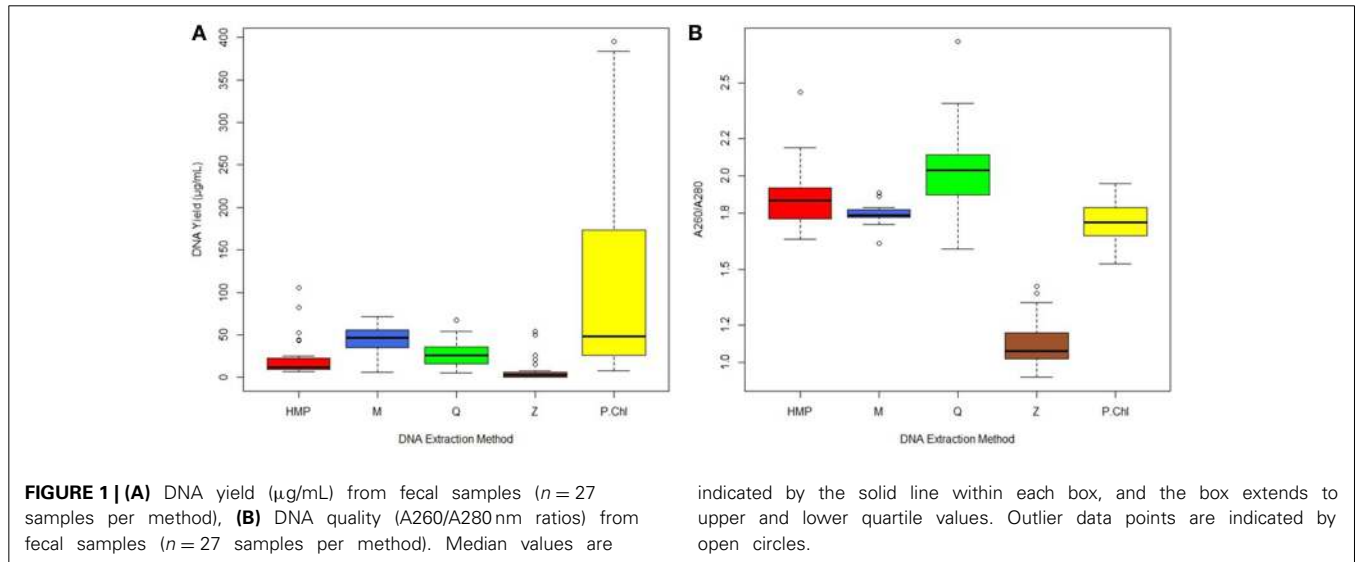 A
DNA Yield (µg/mL)
400
350
300
250
200
150
100
50
0
HMP M Q Z P.Chl
DNA Extraction Method
B
A260/A280
2.5
2.2
2.0
1.8
1.5
1.2
1.0
HMP M Q Z P.Chl
DNA Extraction Method
FIGURE 1 | (A) DNA yield (µg/mL) from fecal samples (n = 27
samples per method), (B) DNA quality (A260/A280 nm ratios) from
fecal samples (n = 27 samples per method). Median values are
indicated by the solid line within each box, and the box extends to
upper and lower quartile values. Outlier data points are indicated by
open circles.